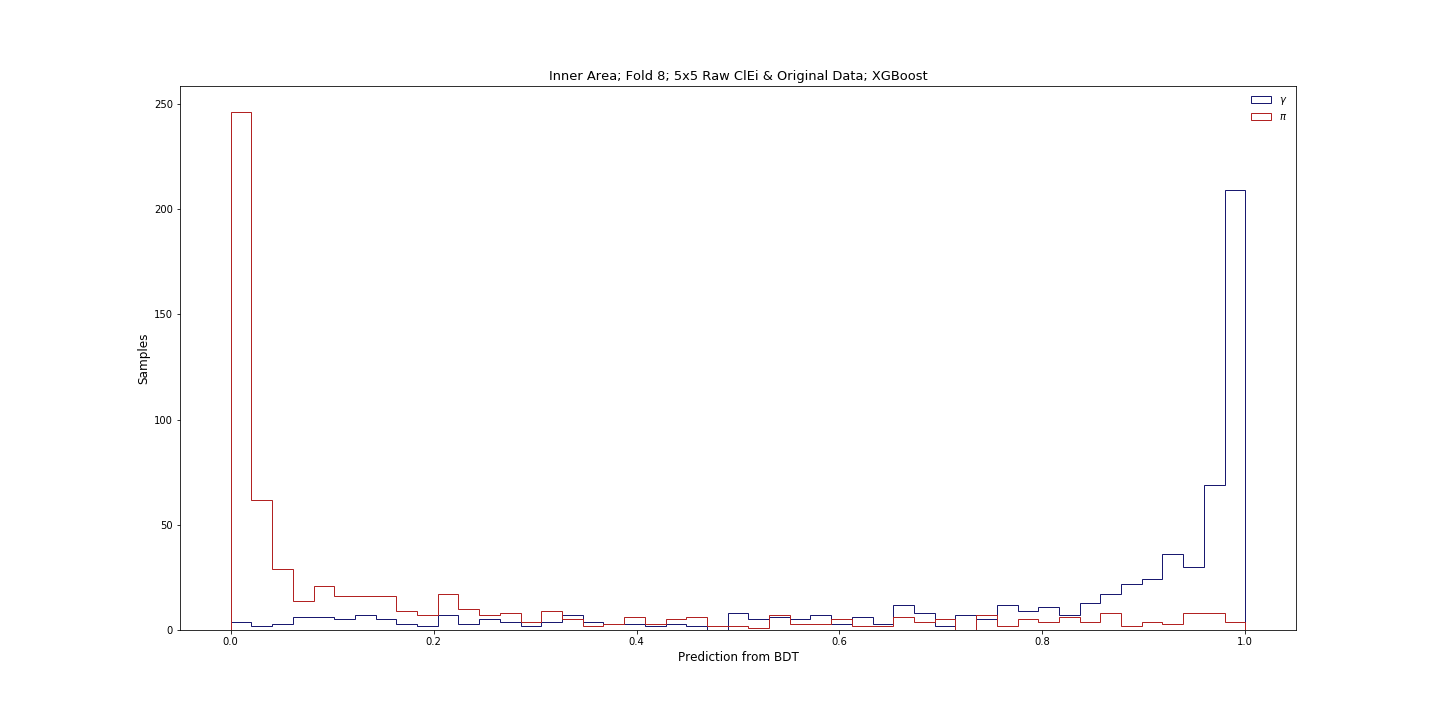 Inner Area; Fold 8; 5x5 Raw ClEi & Original Data; XGBoost
γ
π
250
200
150
100
50
0
Samples
0.0 0.2 0.4 0.6 0.8 1.0
Prediction from BDT